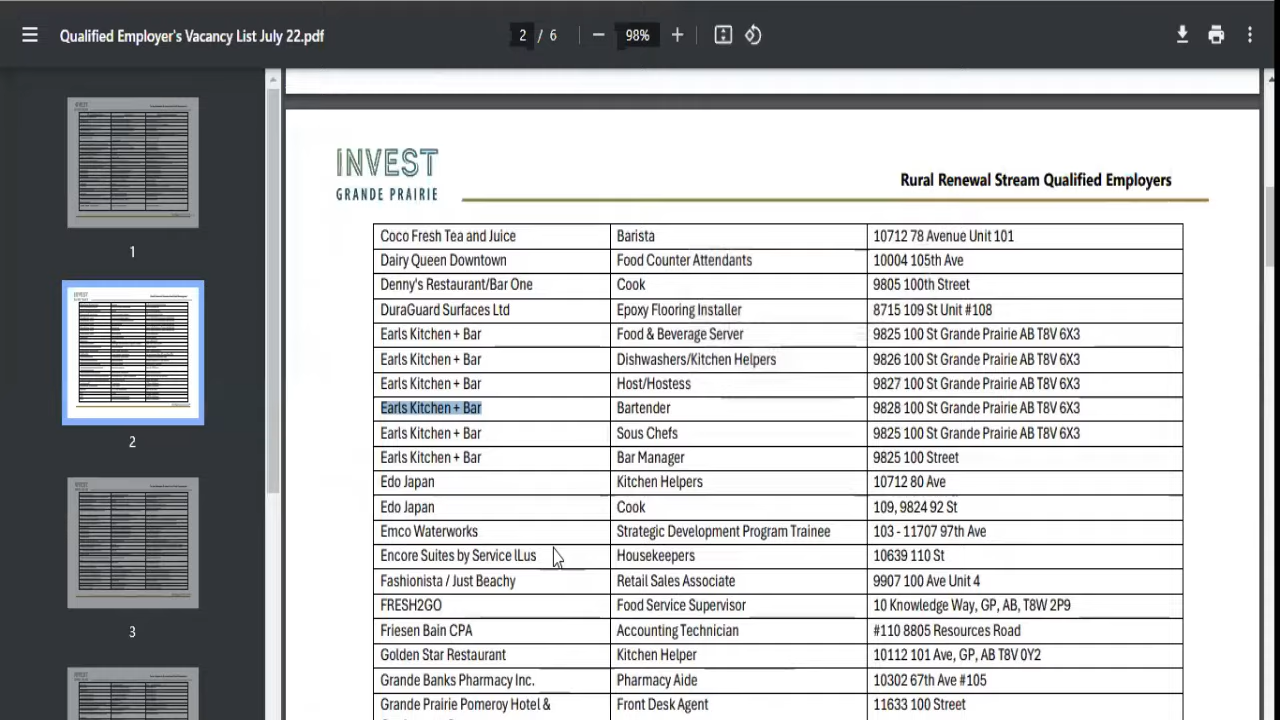 Qualified Employer's Vacancy List July 22.pdf
2 / 6
98%
1
2
3
INVEST
GRANDE PRAIRIE
Rural Renewal Stream Qualified Employers
Coco Fresh Tea and Juice Barista 10712 78 Avenue Unit 101
Dairy Queen Downtown Food Counter Attendants 10004 105th Ave
Denny's Restaurant/Bar One Cook 9805 100th Street
DuraGuard Surfaces Ltd Epoxy Flooring Installer 8715 109 St Unit #108
Earls Kitchen + Bar Food & Beverage Server 9825 100 St Grande Prairie AB T8V 6X3
Earls Kitchen + Bar Dishwashers/Kitchen Helpers 9826 100 St Grande Prairie AB T8V 6X3
Earls Kitchen + Bar Host/Hostess 9827 100 St Grande Prairie AB T8V 6X3
Earls Kitchen + Bar Bartender 9828 100 St Grande Prairie AB T8V 6X3
Earls Kitchen + Bar Sous Chefs 9825 100 St Grande Prairie AB T8V 6X3
Earls Kitchen + Bar Bar Manager 9825 100 Street
Edo Japan Kitchen Helpers 10712 80 Ave
Edo Japan Cook 109, 9824 92 St
Emco Waterworks Strategic Development Program Trainee 103 - 11707 97th Ave
Encore Suites by Service lLus Housekeepers 10639 110 St
Fashionista / Just Beachy Retail Sales Associate 9907 100 Ave Unit 4
FRESH2GO Food Service Supervisor 10 Knowledge Way, GP, AB, T8W 2P9
Friesen Bain CPA Accounting Technician #110 8805 Resources Road
Golden Star Restaurant Kitchen Helper 10112 101 Ave, GP, AB T8V 0Y2
Grande Banks Pharmacy Inc. Pharmacy Aide 10302 67th Ave #105
Grande Prairie Pomeroy Hotel & Front Desk Agent 11633 100 Street